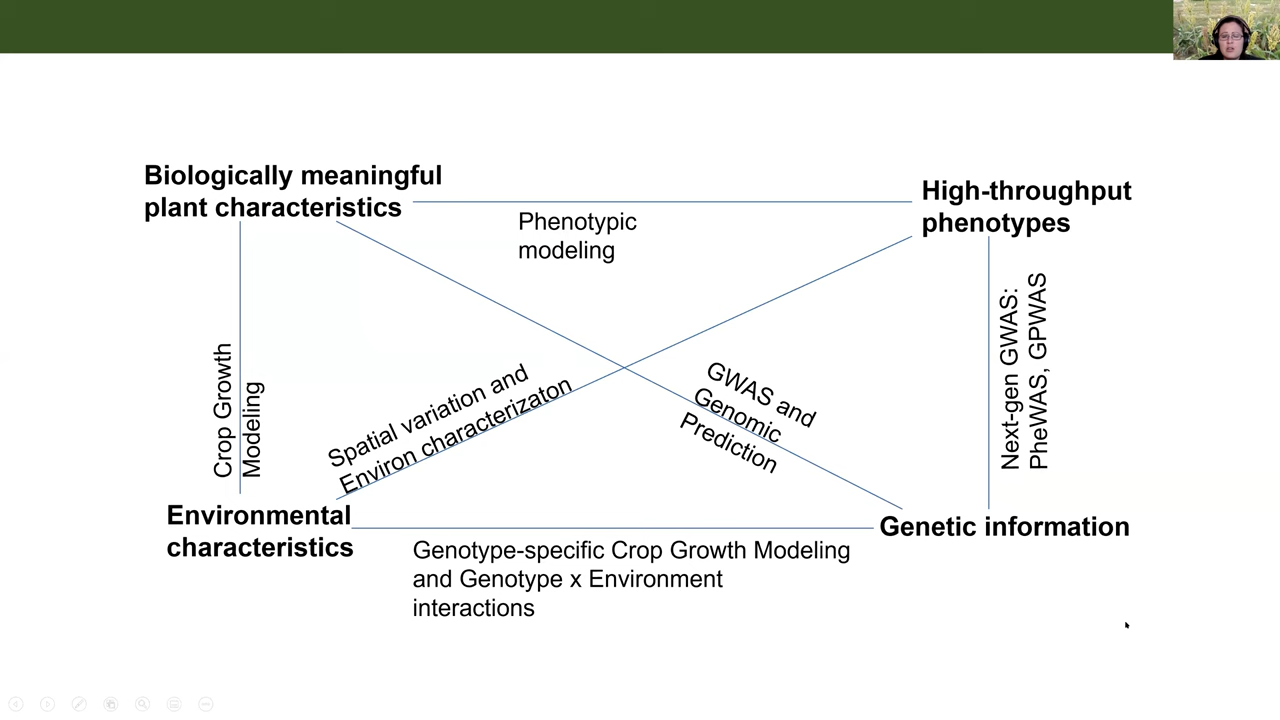 Biologically meaningful
plant characteristics
High-throughput
phenotypes
Phenotypic
modeling
Crop Growth
Modeling
Spatial variation and
Environ characterizaton
GWAS and
Genomic
Prediction
Next-gen GWAS:
PheWAS, GPWAS
Environmental
characteristics
Genetic information
Genotype-specific Crop Growth Modeling
and Genotype x Environment
interactions